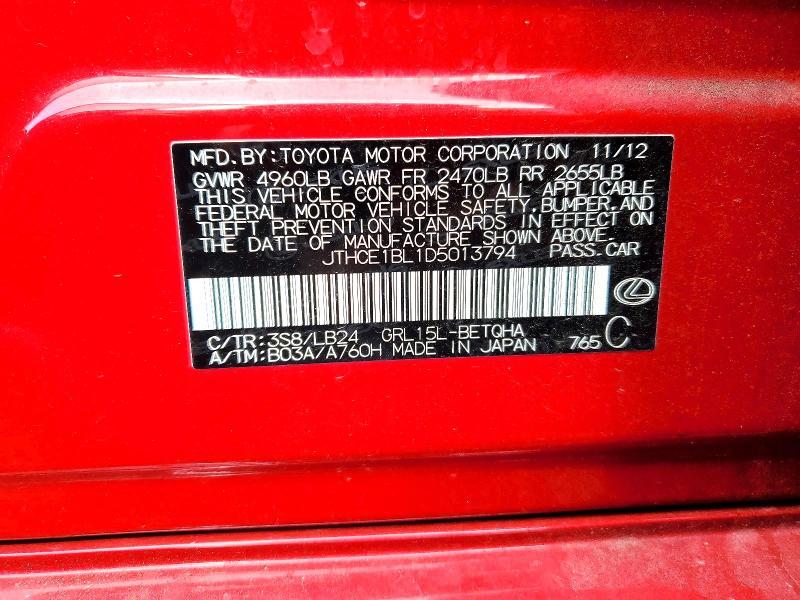 MFD. BY: TOYOTA MOTOR CORPORATION 11/12
GVWR 4960LB GAWR FR 2470LB RR 2655LB
THIS VEHICLE CONFORMS TO ALL APPLICABLE
FEDERAL MOTOR VEHICLE SAFETY, BUMPER, AND
THEFT PREVENTION STANDARDS IN EFFECT ON
THE DATE OF MANUFACTURE SHOWN ABOVE.
JTHCE1BL1D5013794 PASS. CAR
C/TR: 3S8/LB24 GRL15L-BETQHA
A/TM: B03A/A760H MADE IN JAPAN 765 C